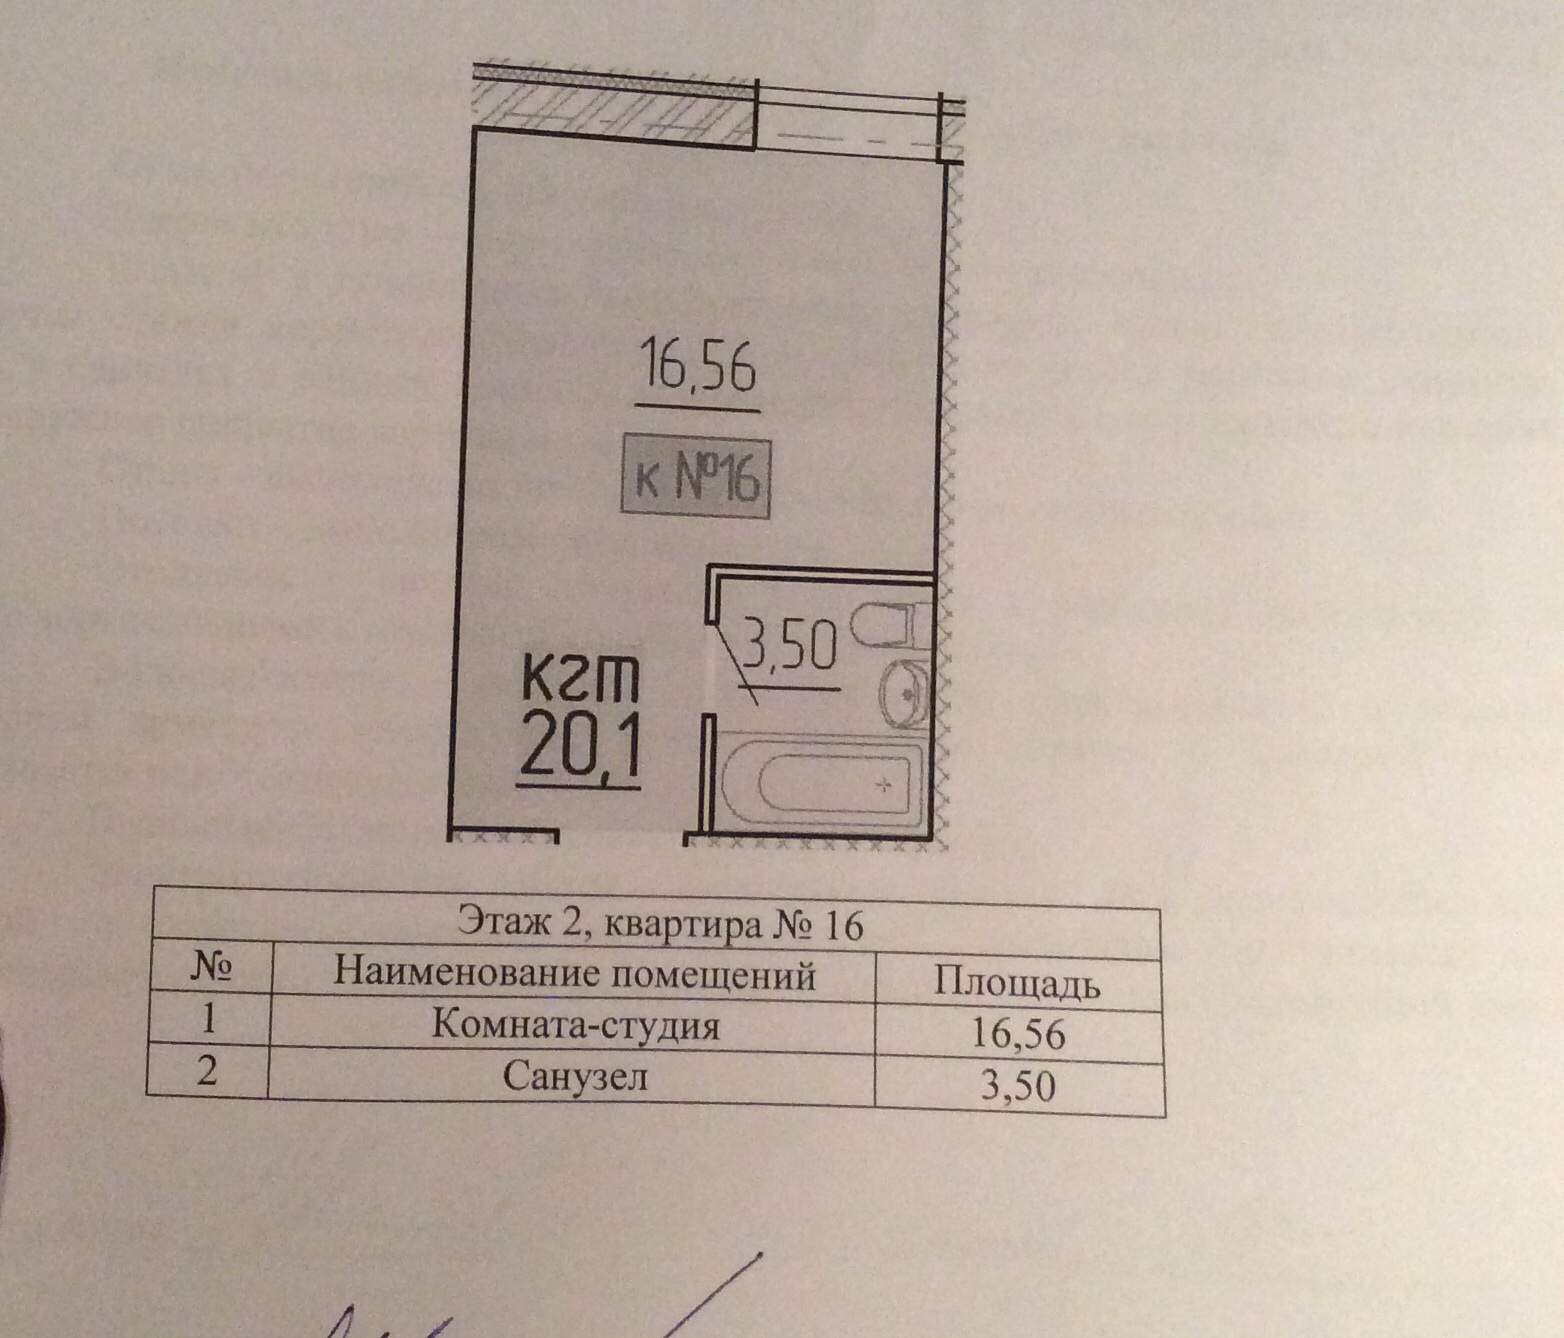 16,56
к №16
3,50
кгт
20,1
Этаж 2, квартира № 16
№ Наименование помещений Площадь
1 Комната-студия 16,56
2 Санузел 3,50